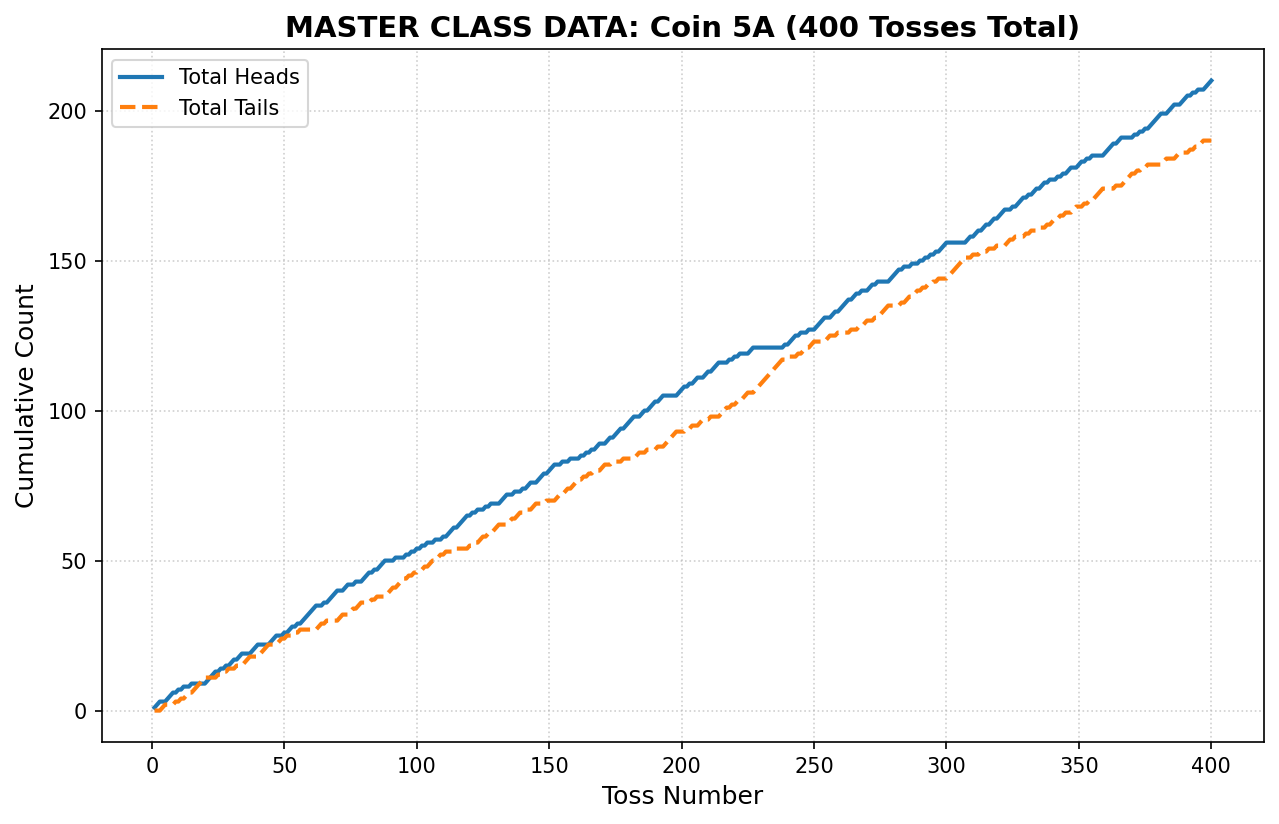 MASTER CLASS DATA: Coin 5A (400 Tosses Total)
Total Heads
Total Tails
Cumulative Count
200
150
100
50
0
0 50 100 150 200 250 300 350 400
Toss Number